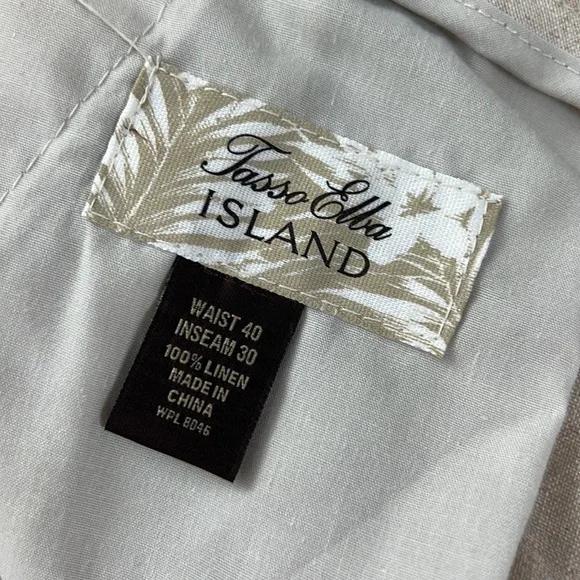 Tasso Elba
ISLAND
WAIST 40
INSEAM 30
100% LINEN
MADE IN
CHINA
WPL 8046